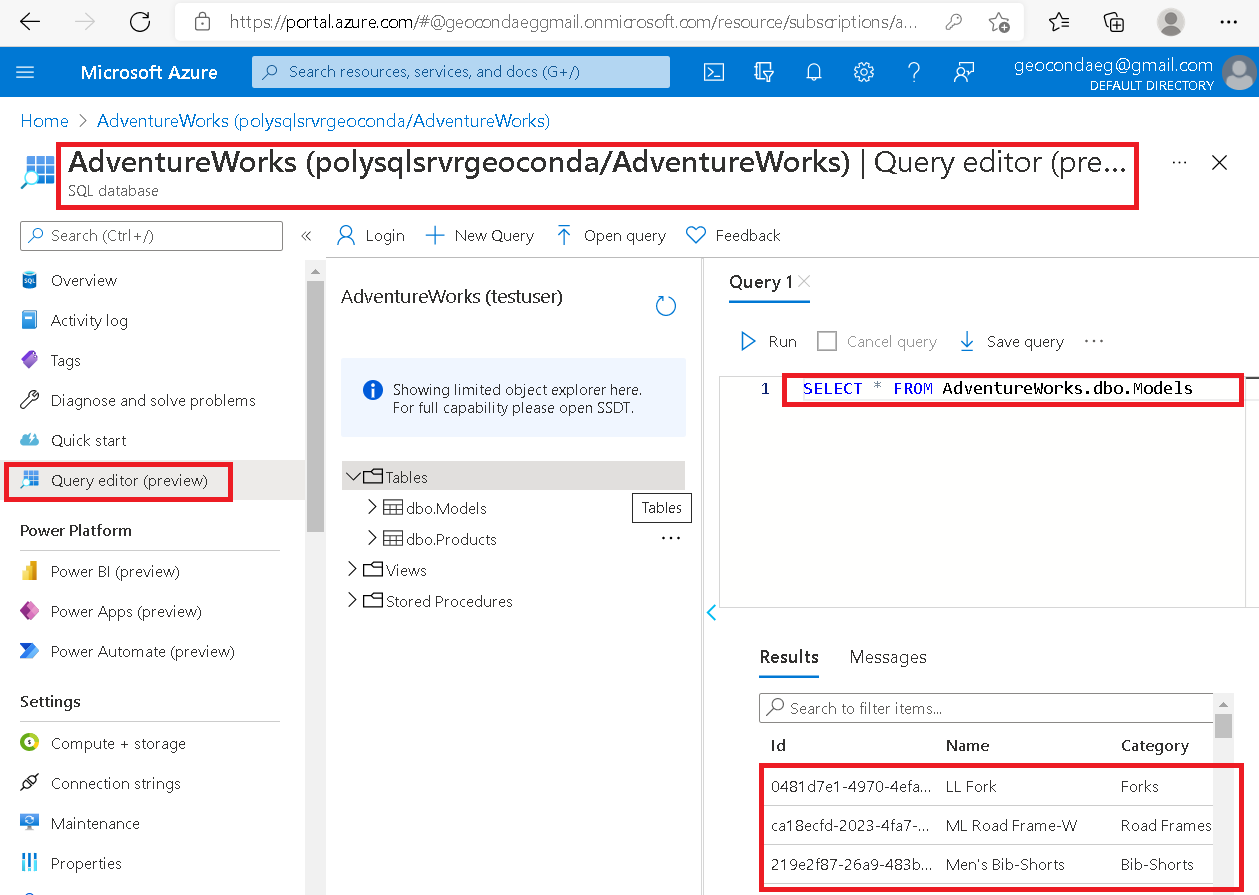 https://portal.azure.com/#@geocondaeggmail.onmicrosoft.com/resource/subscriptions/a...
Microsoft Azure
Search resources, services, and docs (G+/)
geocondaeg@gmail.com
DEFAULT DIRECTORY
Home > AdventureWorks (polysqlsrvrgeoconda/AdventureWorks)
AdventureWorks (polysqlsrvrgeoconda/AdventureWorks) | Query editor (pre...
SQL database
Search (Ctrl+/)
«
Login
New Query
Open query
Feedback
Overview
Activity log
Tags
Diagnose and solve problems
Quick start
Query editor (preview)
Power Platform
Power BI (preview)
Power Apps (preview)
Power Automate (preview)
Settings
Compute + storage
Connection strings
Maintenance
Properties
AdventureWorks (testuser)
Showing limited object explorer here.
For full capability please open SSDT.
Tables
dbo.Models
Tables
dbo.Products
Views
Stored Procedures
Query 1
Run
Cancel query
Save query
1 SELECT * FROM AdventureWorks.dbo.Models
Results Messages
Search to filter items...
Id Name Category
0481d7e1-4970-4efa... LL Fork Forks
ca18ecfd-2023-4fa7-... ML Road Frame-W Road Frames
219e2f87-26a9-483b... Men's Bib-Shorts Bib-Shorts